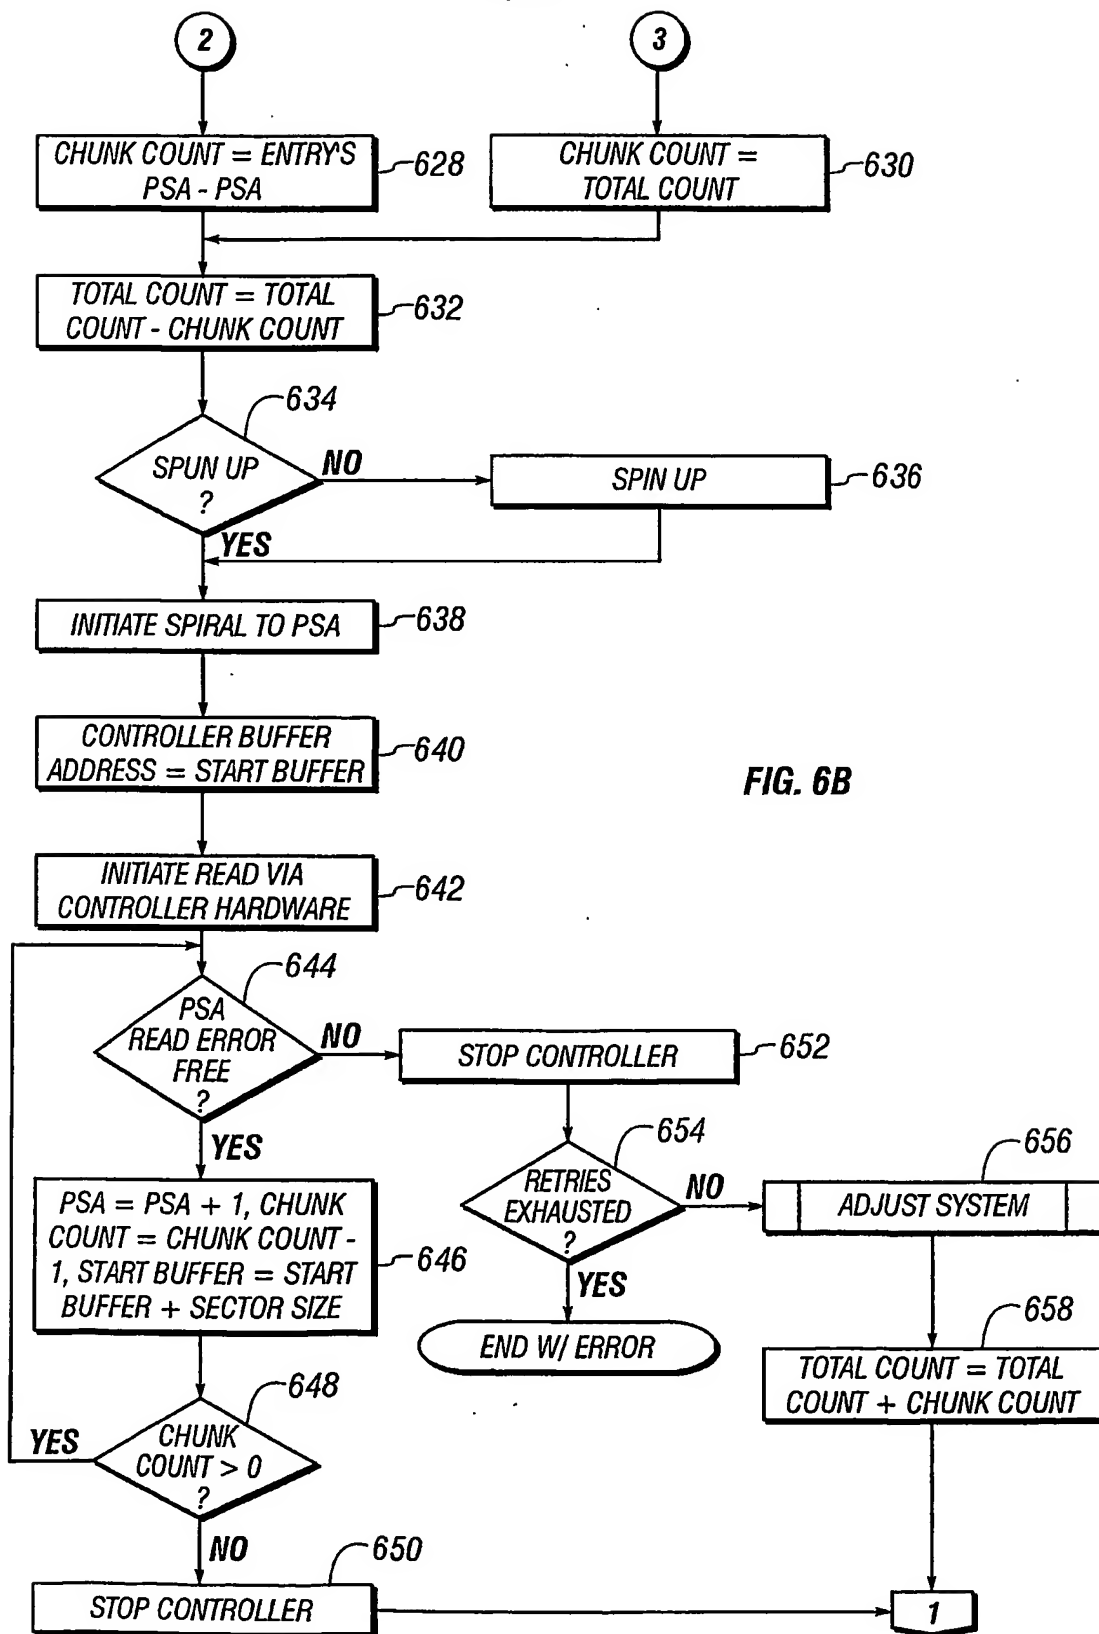 2
3
CHUNK COUNT = ENTRY'S
PSA - PSA
628
CHUNK COUNT =
TOTAL COUNT
630
TOTAL COUNT = TOTAL
COUNT - CHUNK COUNT
632
634
SPUN UP
?
NO
SPIN UP
636
YES
INITIATE SPIRAL TO PSA
638
CONTROLLER BUFFER
ADDRESS = START BUFFER
640
FIG. 6B
INITIATE READ VIA
CONTROLLER HARDWARE
642
644
PSA
READ ERROR
FREE
?
NO
STOP CONTROLLER
652
YES
654
RETRIES
EXHAUSTED
?
NO
656
ADJUST SYSTEM
PSA = PSA + 1, CHUNK
COUNT = CHUNK COUNT -
1, START BUFFER = START
BUFFER + SECTOR SIZE
646
YES
END W/ ERROR
658
TOTAL COUNT = TOTAL
COUNT + CHUNK COUNT
648
CHUNK
COUNT > 0
?
YES
NO
650
STOP CONTROLLER
1